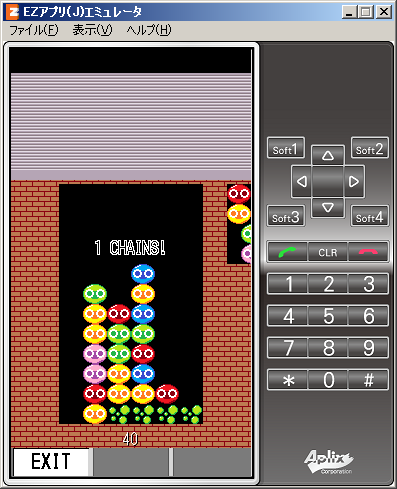 EZアプリ(J)エミュレータ
ファイル(F) 表示(V) ヘルプ(H)
Soft1 Soft2
Soft3 Soft4
CLR
1 CHAINS!
1 2 3
4 5 6
7 8 9
* 0 #
40
EXIT
Aplix
Corporation